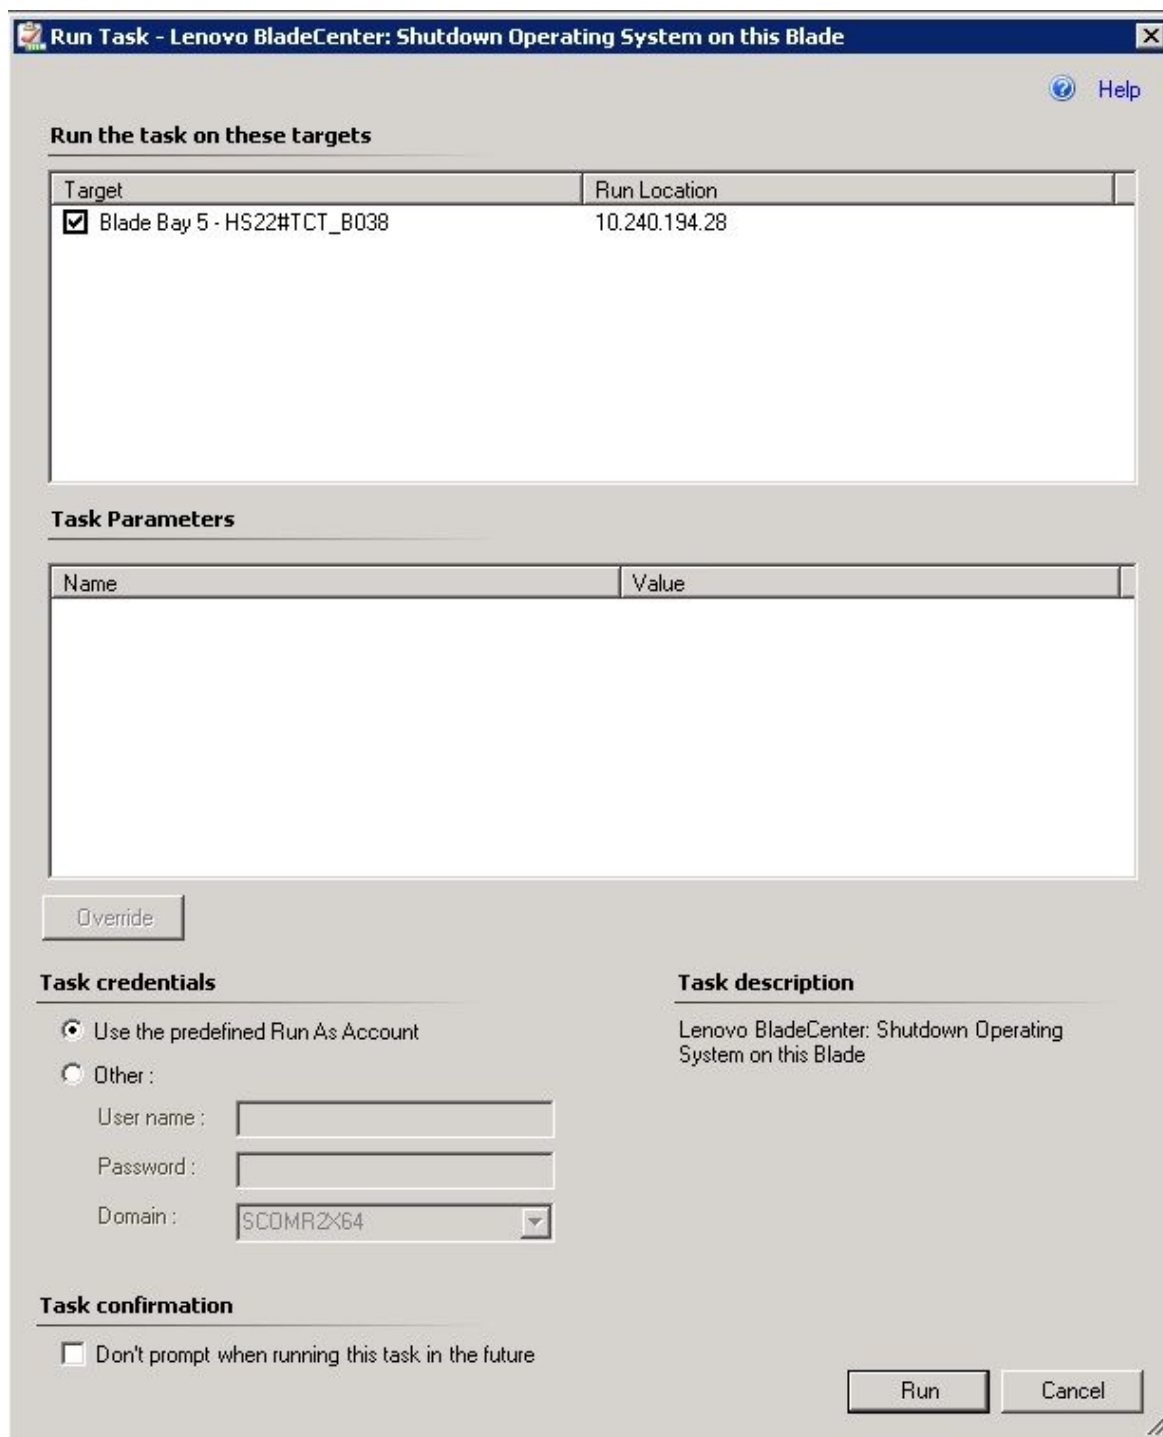 Run Task - Lenovo BladeCenter: Shutdown Operating System on this Blade
Help
Run the task on these targets
Target Run Location
Blade Bay 5 - HS22#TCT_B038 10.240.194.28
Task Parameters
Name Value
Override
Task credentials
Use the predefined Run As Account
Other :
User name :
Password :
Domain : SCOMR2X64
Task description
Lenovo BladeCenter: Shutdown Operating
System on this Blade
Task confirmation
Don't prompt when running this task in the future
Run Cancel